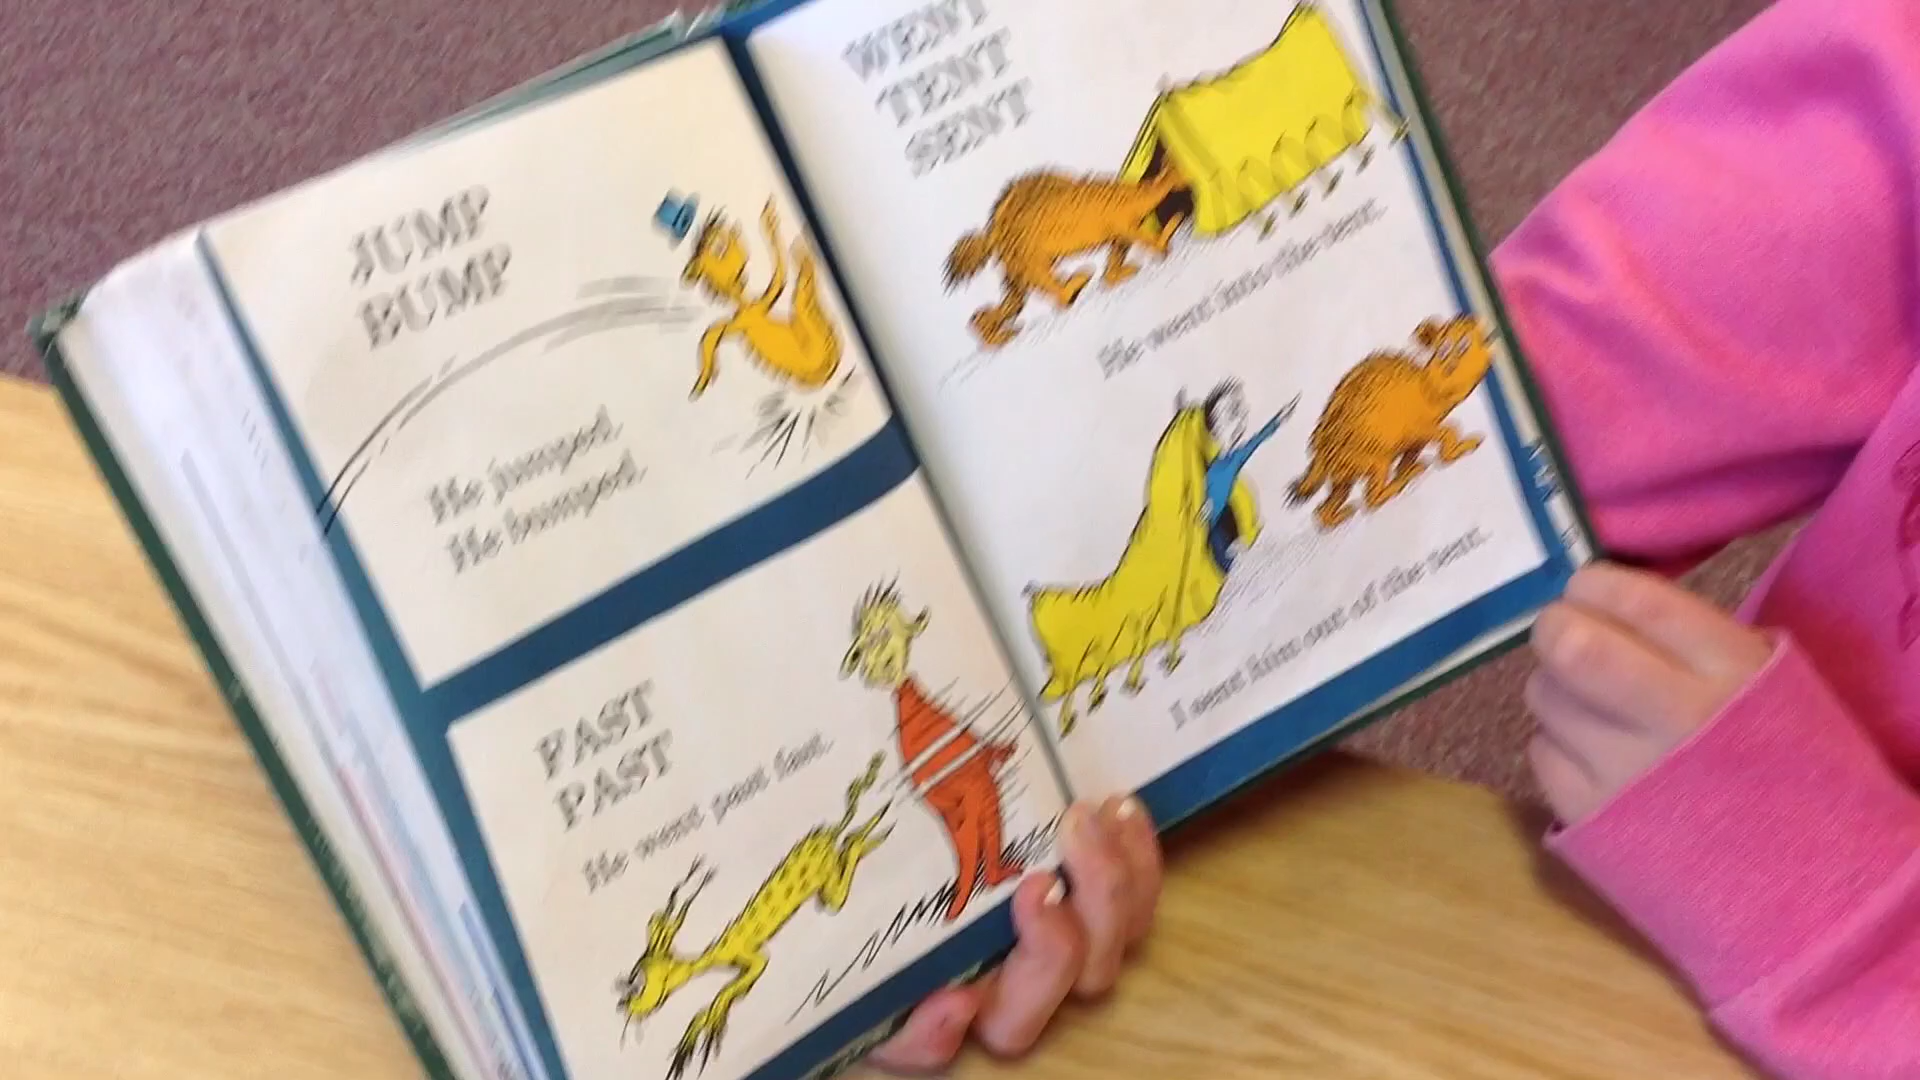 JUMP
BUMP
He jumped.
He bumped.
FAST
PAST
He went past fast.
WENT
TENT
SENT
He went into the tent.
I sent him out of the tent.